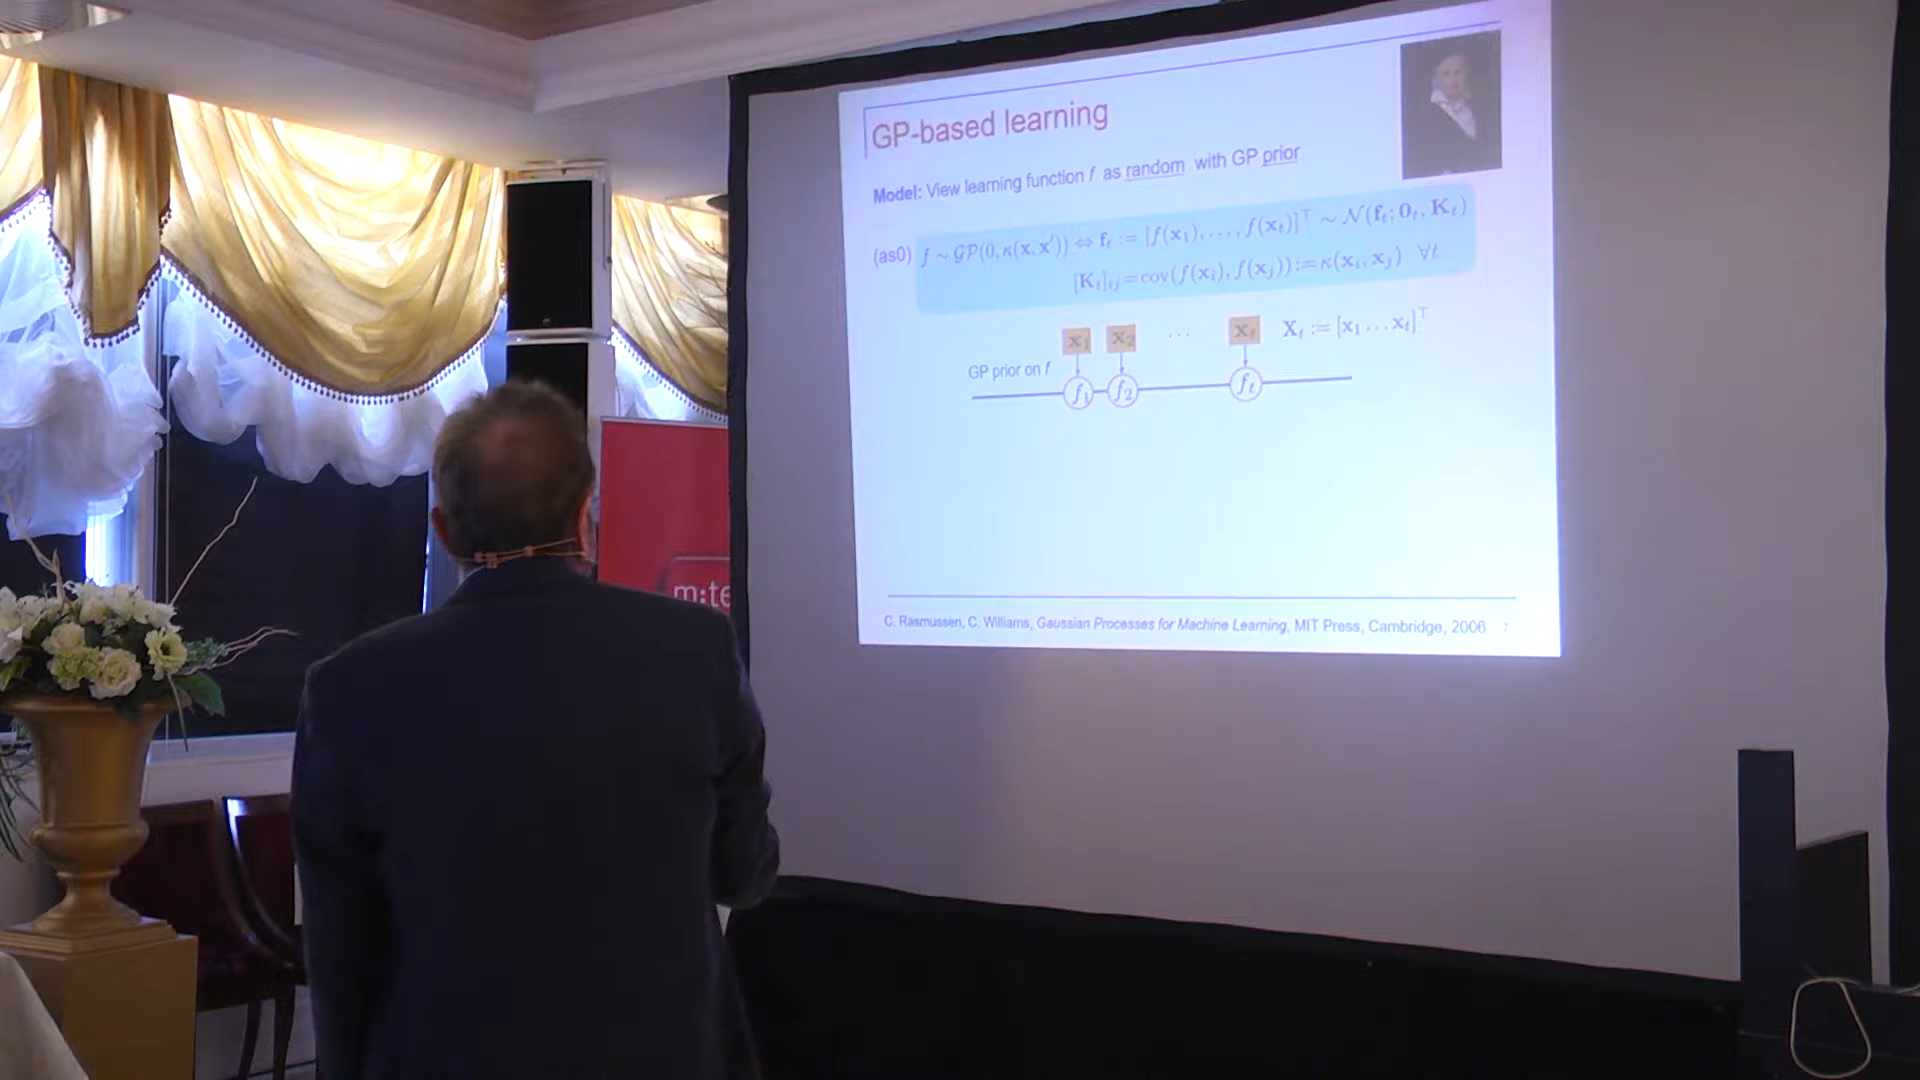 GP-based learning
Model: View learning function f as random with GP prior
(as0) f ∼ 𝒢𝒫(0, κ(x, x′)) ⇔ f_t := [f(x_1), . . . , f(x_t)]^⊤ ∼ 𝒩(f_t; 0_t, K_t)
[K_t]_ij = cov(f(x_i), f(x_j)) := κ(x_i, x_j) ∀t
x_1 x_2 . . . x_t X_t := [x_1 . . . x_t]^⊤
GP prior on f
f_1 f_2 f_t
m:te
C. Rasmussen, C. Williams, Gaussian Processes for Machine Learning, MIT Press, Cambridge, 2006 7